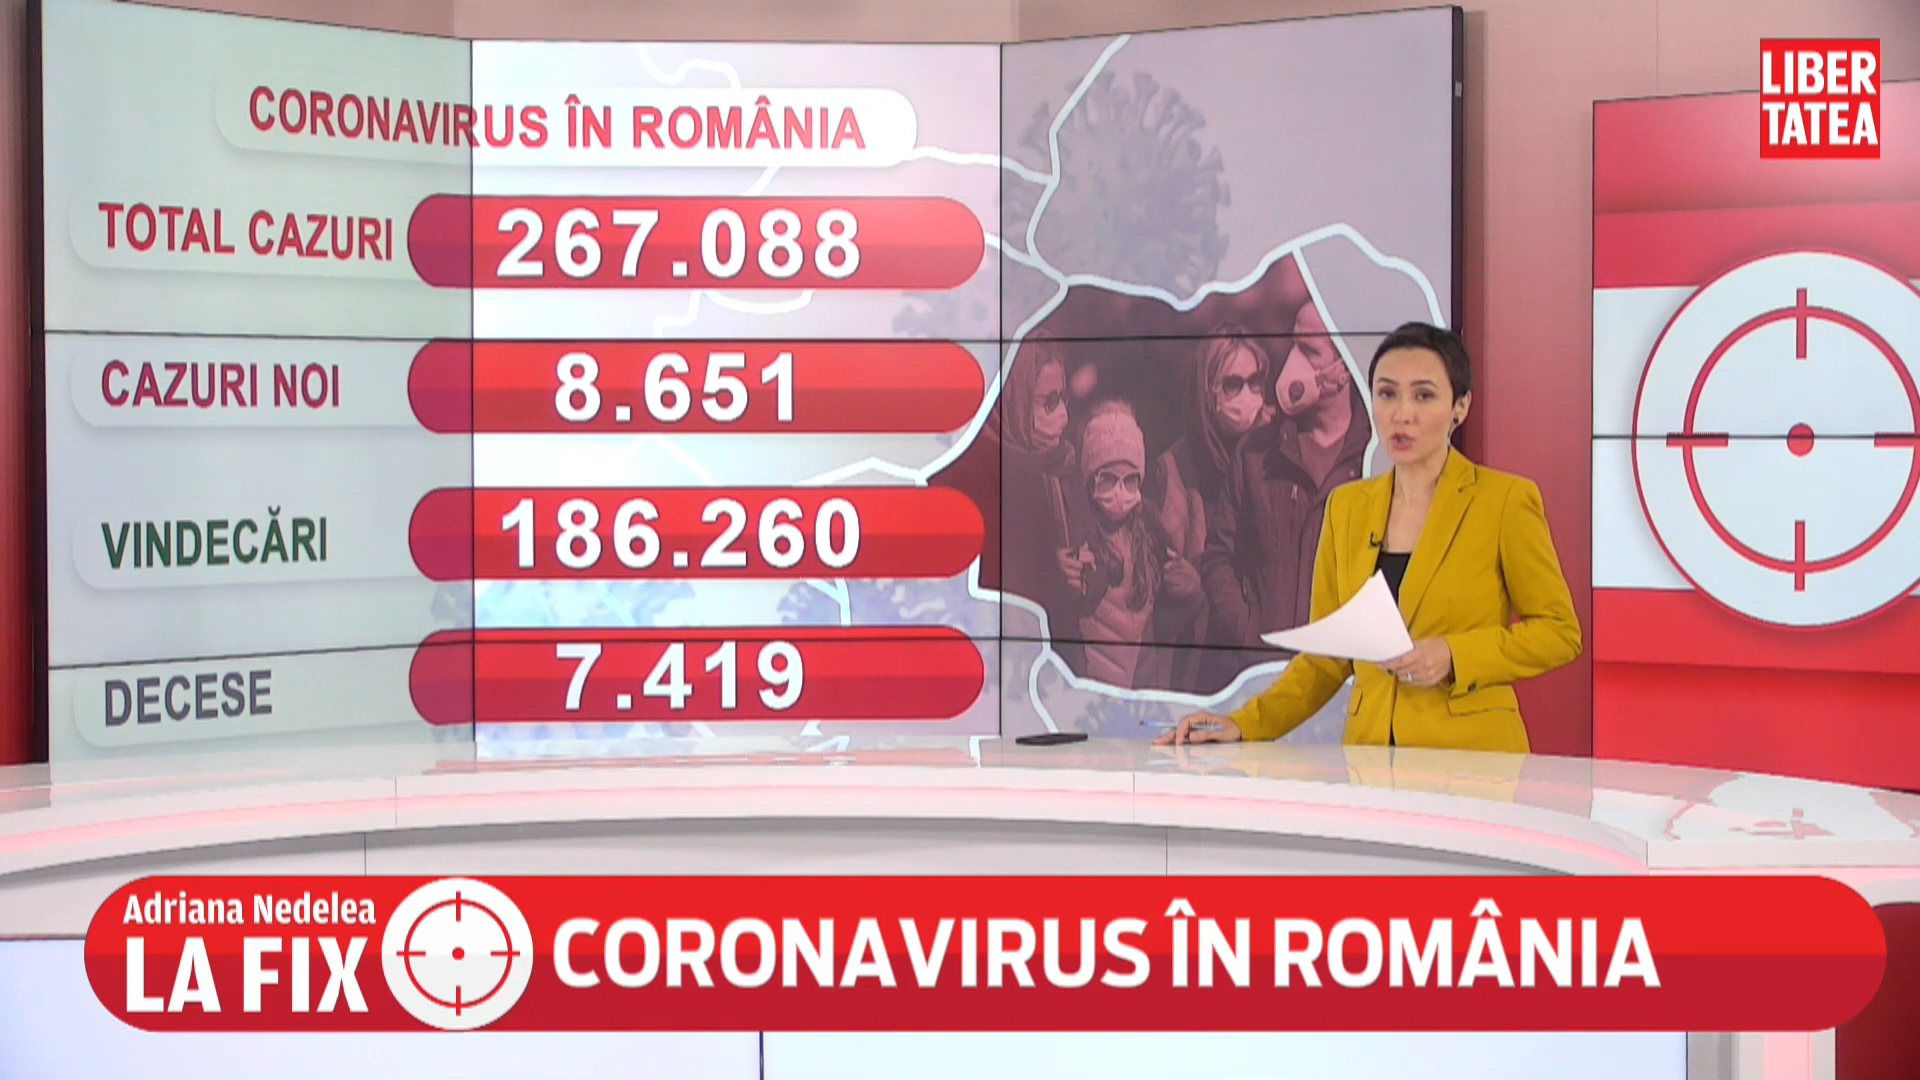 CORONAVIRUS ÎN ROMÂNIA
TOTAL CAZURI 267.088
CAZURI NOI 8.651
VINDECĂRI 186.260
DECESE 7.419
LIBER
TATEA
Adriana Nedelea
LA FIX
CORONAVIRUS ÎN ROMÂNIA